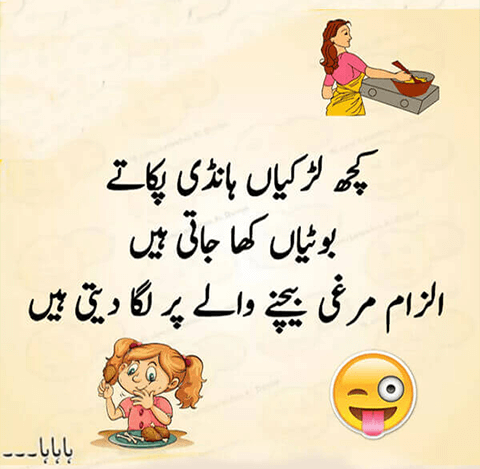 کچھ لڑکیاں ہانڈی پکاتے
بوٹیاں کھا جاتی ہیں
الزام مرغی بیچنے والے پر لگا دیتی ہیں
ہاہاہا۔۔۔